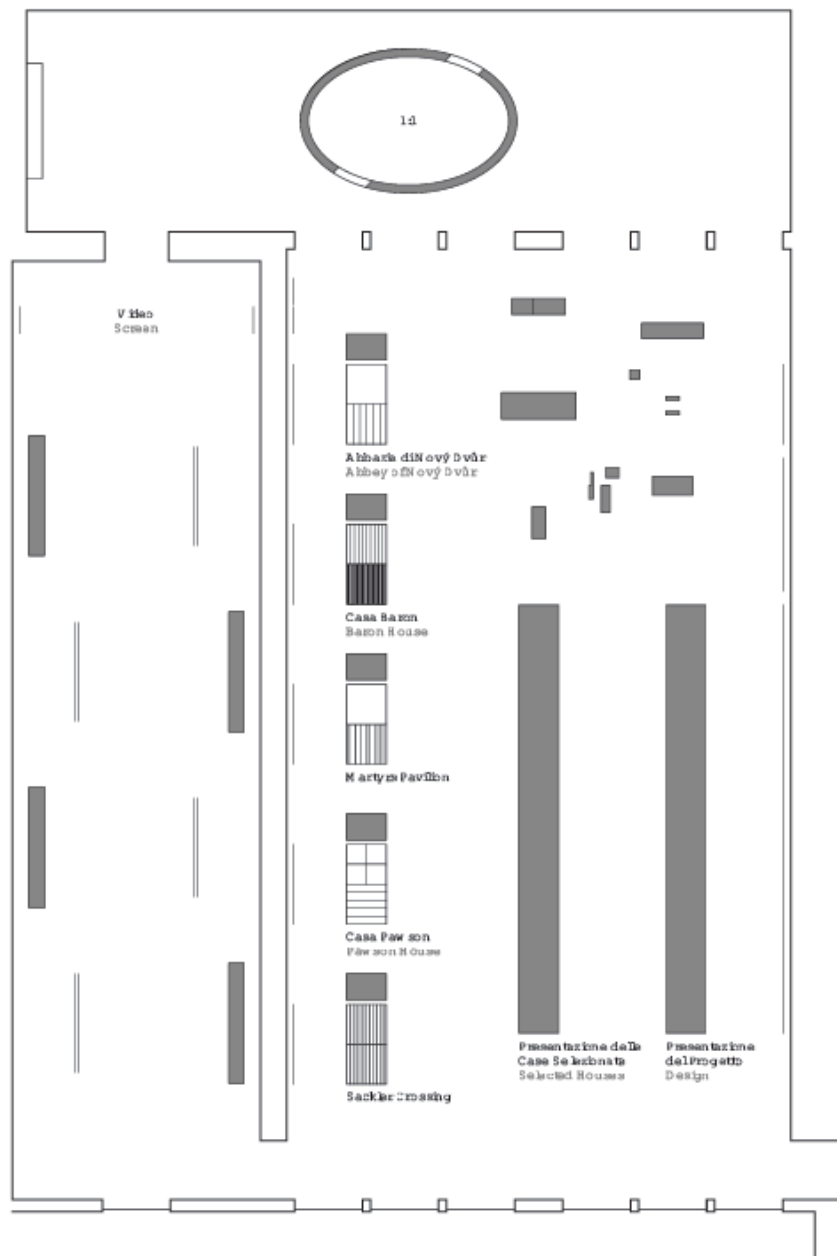 1:1
Video
Screen
Abbazia di Nový Dvůr
Abbey of Nový Dvůr
Casa Baron
Baron House
Martyrs Pavilion
Casa Pawson
Pawson House
Sackler Crossing
Presentazione delle
Case Selezionate
Selected Houses
Presentazione
del Progetto
Design